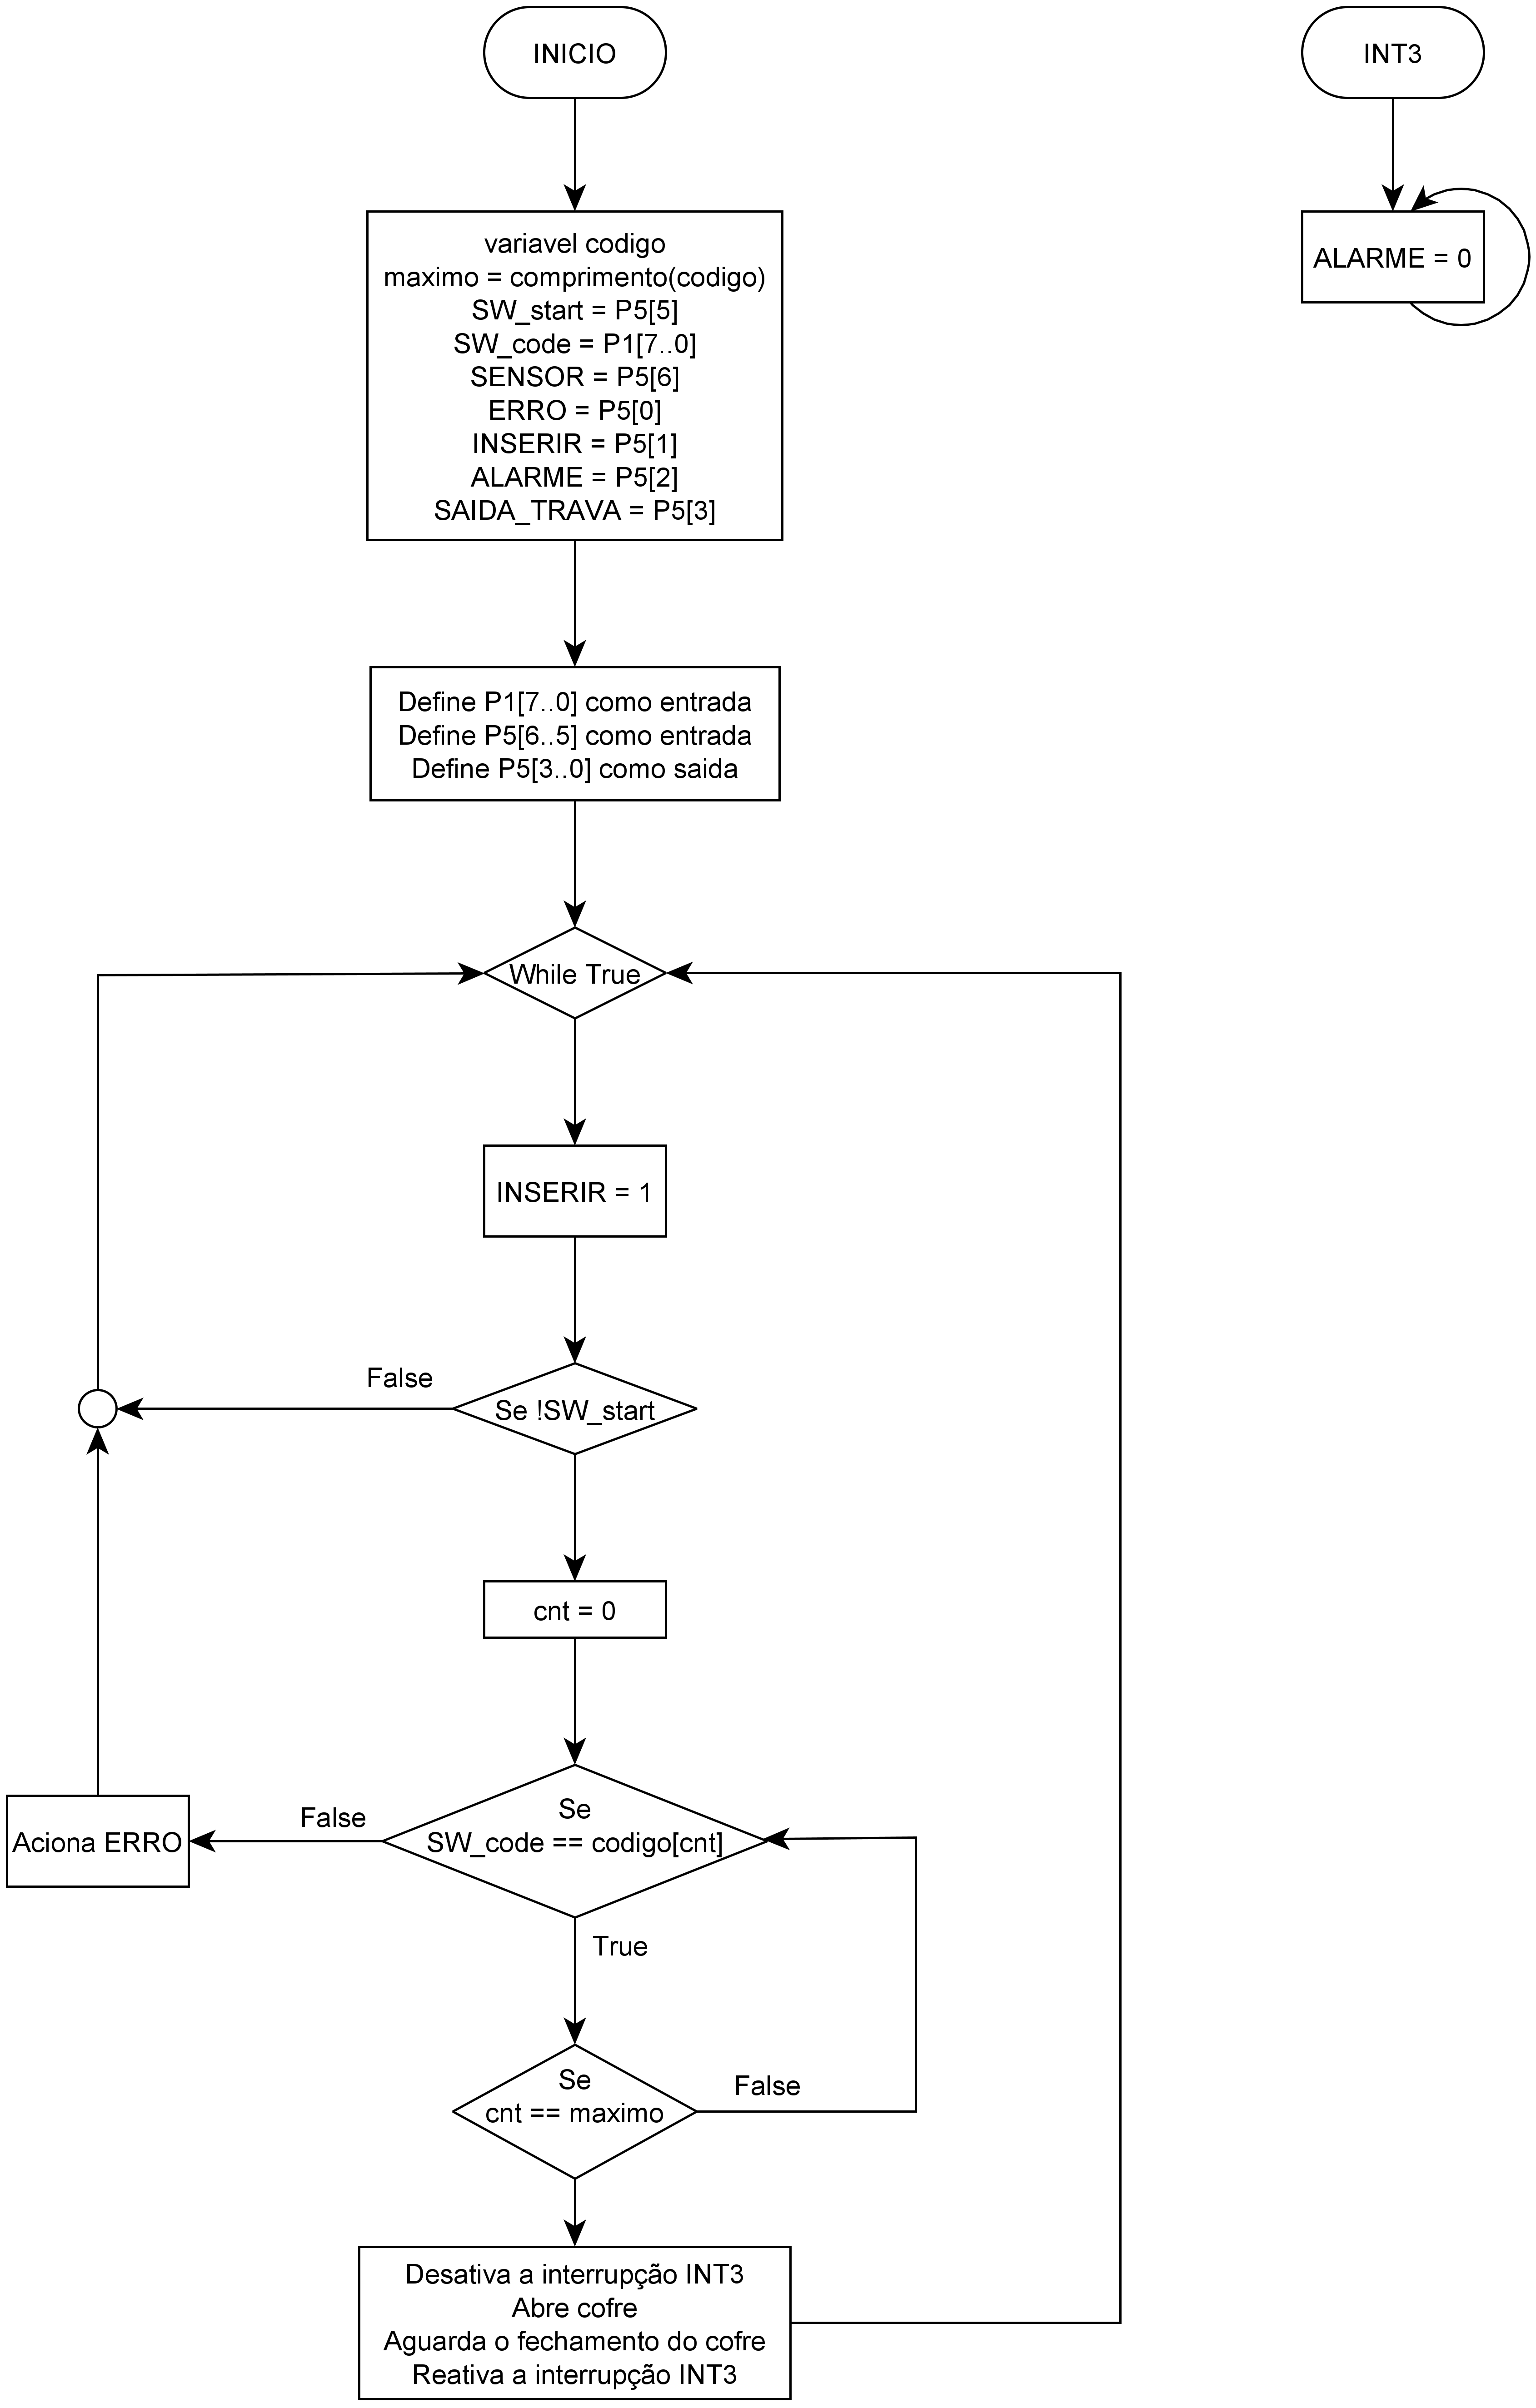 INICIO
INT3
variavel codigo
maximo = comprimento(codigo)
SW_start = P5[5]
SW_code = P1[7..0]
SENSOR = P5[6]
ERRO = P5[0]
INSERIR = P5[1]
ALARME = P5[2]
SAIDA_TRAVA = P5[3]
ALARME = 0
Define P1[7..0] como entrada
Define P5[6..5] como entrada
Define P5[3..0] como saida
While True
INSERIR = 1
False
Se !SW_start
cnt = 0
Se
SW_code == codigo[cnt]
False
Aciona ERRO
True
Se
cnt == maximo
False
Desativa a interrupção INT3
Abre cofre
Aguarda o fechamento do cofre
Reativa a interrupção INT3